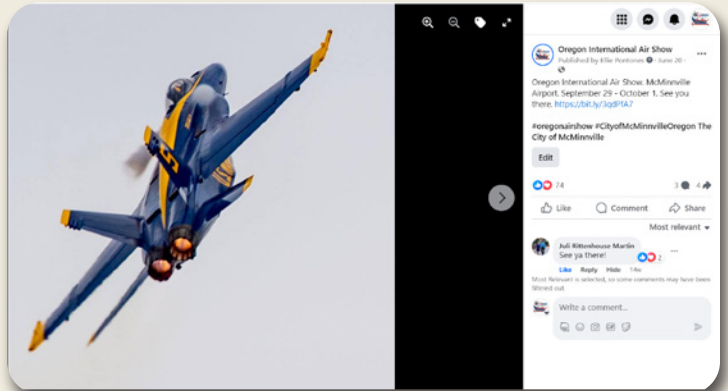 5
Oregon International Air Show
Published by Ellie Pontones · June 20 ·
Oregon International Air Show. McMinnville
Airport. September 29 - October 1. See you
there. https://bit.ly/3qdPfA7
#oregonairshow #CityofMcMinnvilleOregon The
City of McMinnville
Edit
74
3 4
Like Comment Share
Most relevant
Juli Rittenhouse Martin
See ya there!
2
Like Reply Hide 14w
Most Relevant is selected, so some comments may have been
filtered out.
Write a comment...